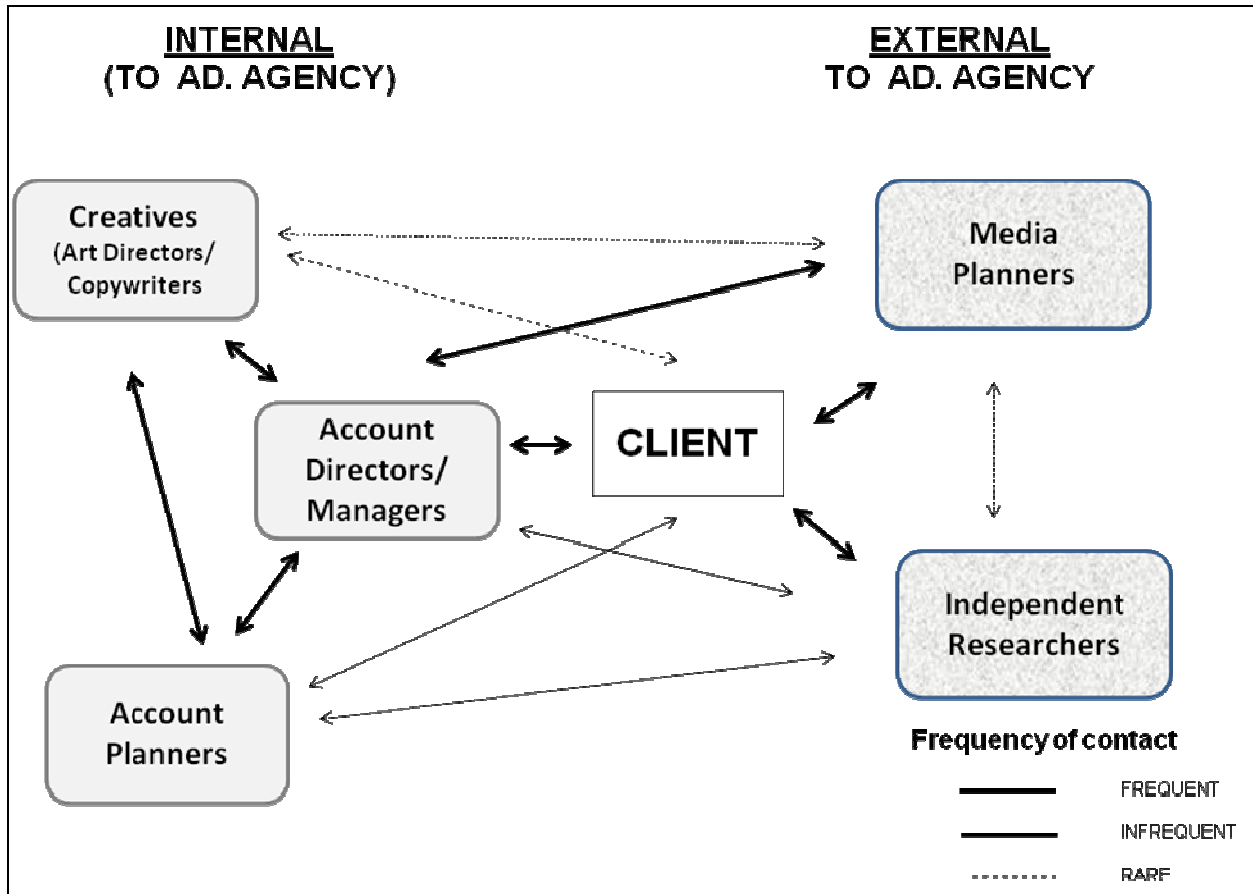 INTERNAL
(TO AD. AGENCY)
EXTERNAL
TO AD. AGENCY
Creatives
(Art Directors/
Copywriters
Media
Planners
Account
Directors/
Managers
CLIENT
Independent
Researchers
Account
Planners
Frequency of contact
FREQUENT
INFREQUENT
RARE